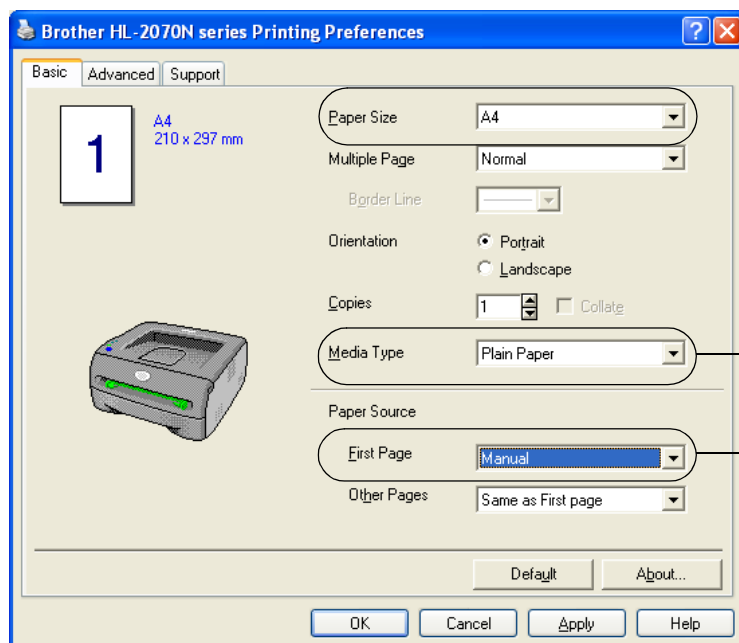 Brother HL-2070N series Printing Preferences
Basic Advanced Support
1
A4
210 x 297 mm
Paper Size A4
Multiple Page Normal
Border Line
Orientation Portrait
Landscape
Copies 1 Collate
Media Type Plain Paper
Paper Source
First Page Manual
Other Pages Same as First page
Default About...
OK Cancel Apply Help